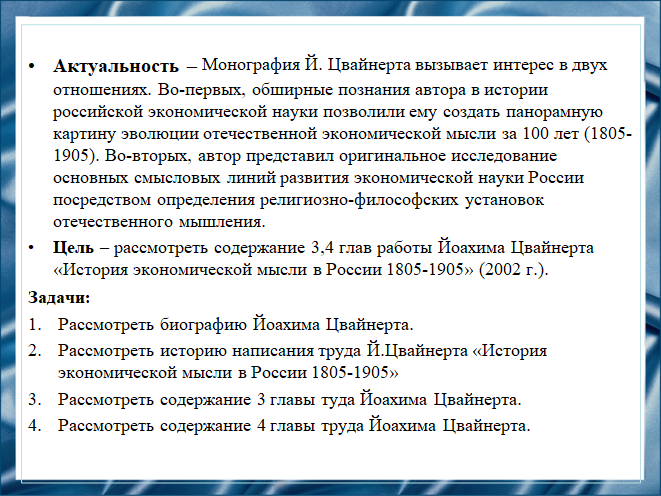 • Актуальность – Монография Й. Цвайнерта вызывает интерес в двух
отношениях. Во-первых, обширные познания автора в истории
российской экономической науки позволили ему создать панорамную
картину эволюции отечественной экономической мысли за 100 лет (1805-
1905). Во-вторых, автор представил оригинальное исследование
основных смысловых линий развития экономической науки России
посредством определения религиозно-философских установок
отечественного мышления.
• Цель – рассмотреть содержание 3,4 глав работы Йоахима Цвайнерта
«История экономической мысли в России 1805-1905» (2002 г.).
Задачи:
1. Рассмотреть биографию Йоахима Цвайнерта.
2. Рассмотреть историю написания труда Й.Цвайнерта «История
экономической мысли в России 1805-1905»
3. Рассмотреть содержание 3 главы туда Йоахима Цвайнерта.
4. Рассмотреть содержание 4 главы труда Йоахима Цвайнерта.